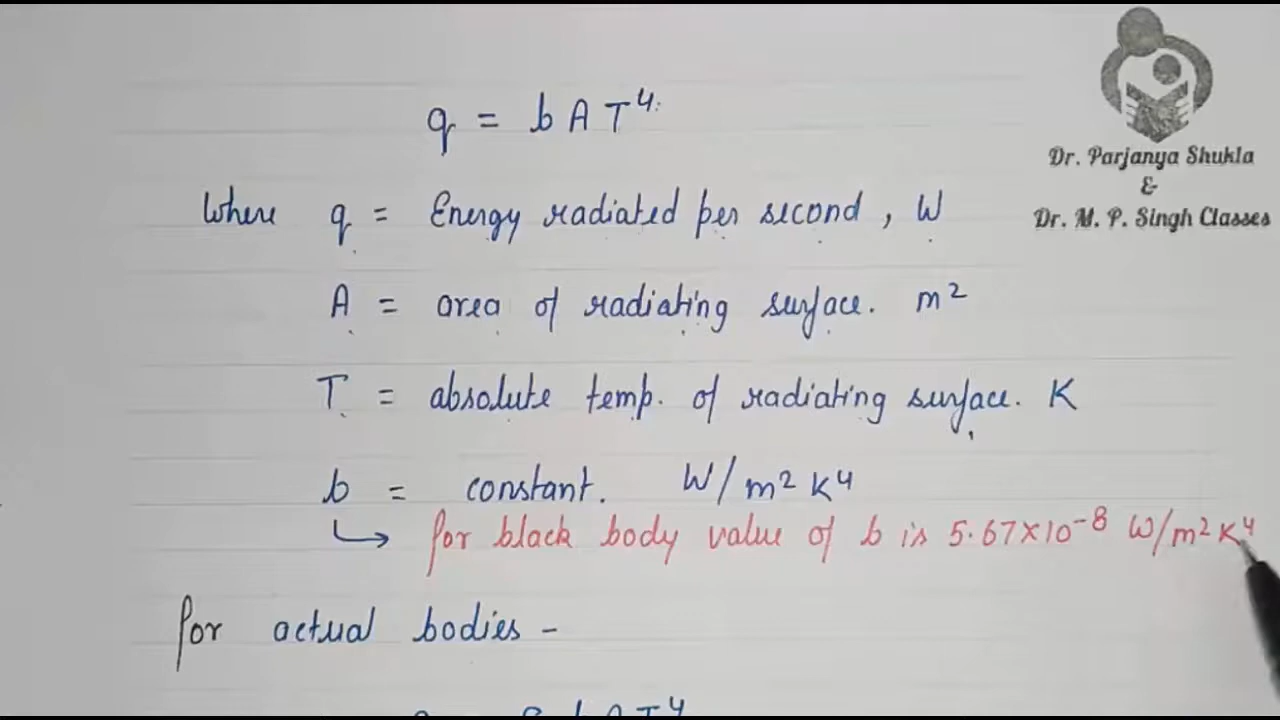 q = b A T⁴
Dr. Parjanya Shukla
&
Dr. M. P. Singh Classes
Where q = Energy radiated per second, W
A = area of radiating surface. m²
T = absolute temp. of radiating surface. K
b = constant. W/m² K⁴
↳ for black body value of b is 5.67×10⁻⁸ W/m² K⁴
for actual bodies -